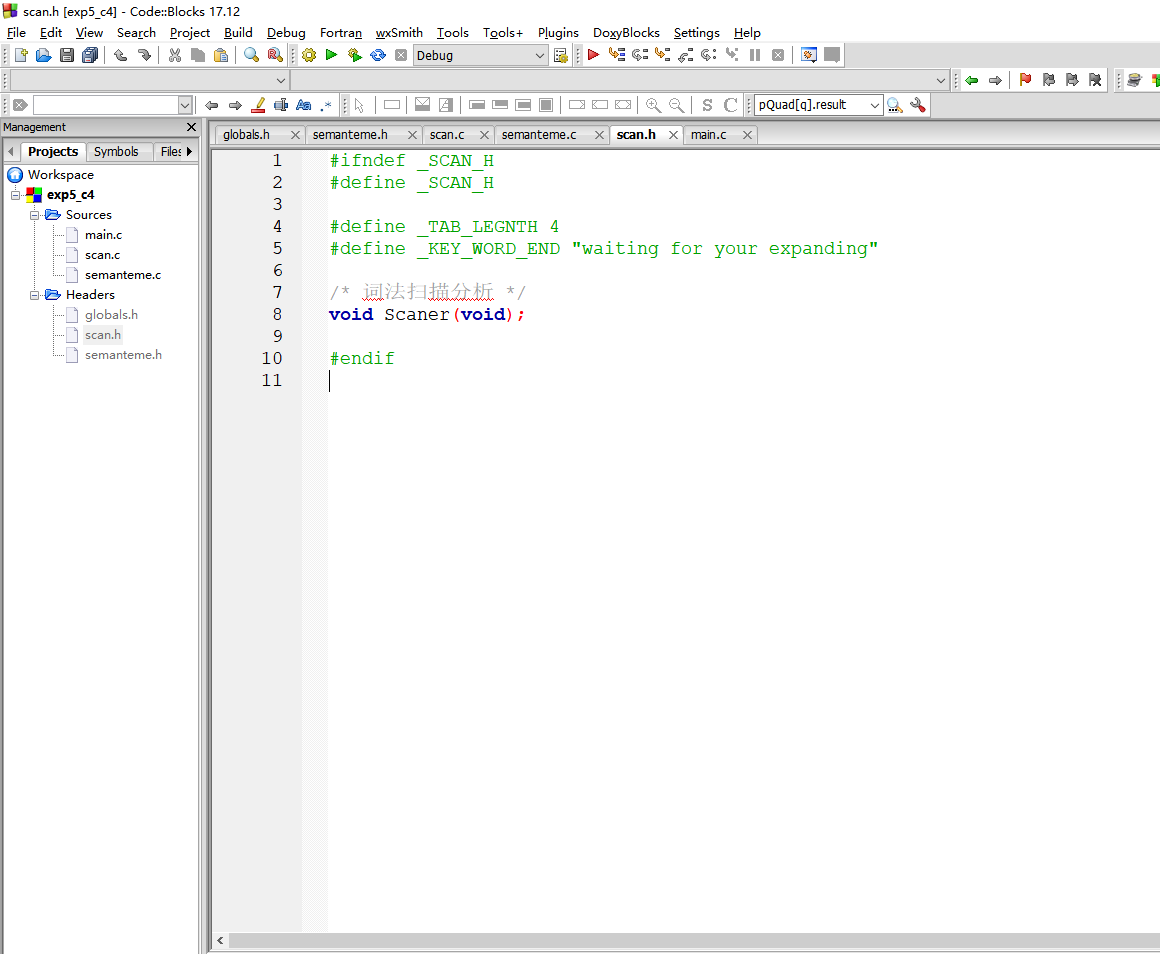 scan.h [exp5_c4] - Code::Blocks 17.12
File Edit View Search Project Build Debug Fortran wxSmith Tools Tools+ Plugins DoxyBlocks Settings Help
Debug
pQuad[q].result
Management
Projects Symbols Files
globals.h semanteme.h scan.c semanteme.c scan.h main.c
Workspace
exp5_c4
Sources
main.c
scan.c
semanteme.c
Headers
globals.h
scan.h
semanteme.h
1 #ifndef _SCAN_H
2 #define _SCAN_H
3
4 #define _TAB_LEGNTH 4
5 #define _KEY_WORD_END "waiting for your expanding"
6
7 /* 词法扫描分析 */
8 void Scaner(void);
9
10 #endif
11